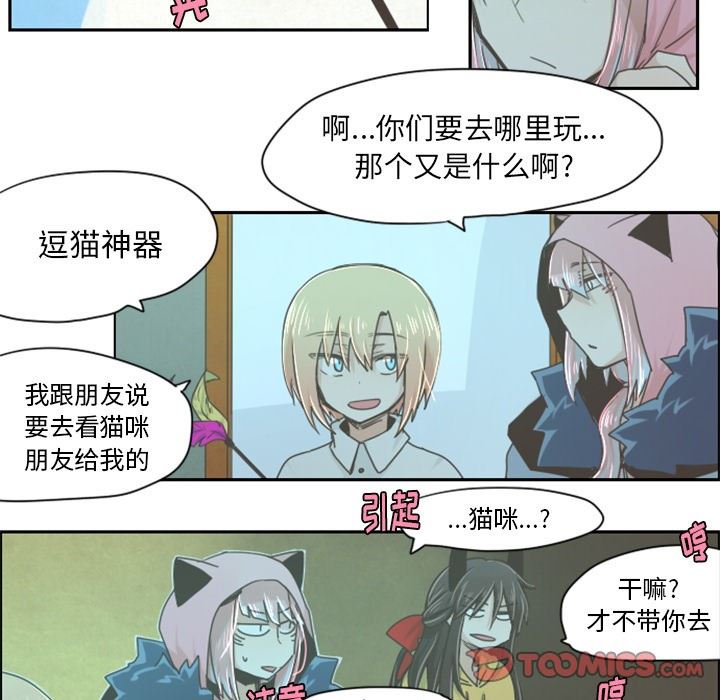 啊...你们要去哪里玩...
那个又是什么啊?
逗猫神器
我跟朋友说
要去看猫咪
朋友给我的
引起
...猫咪...?
哼
干嘛?
才不带你去
注意
哼
TOOMICS.COM